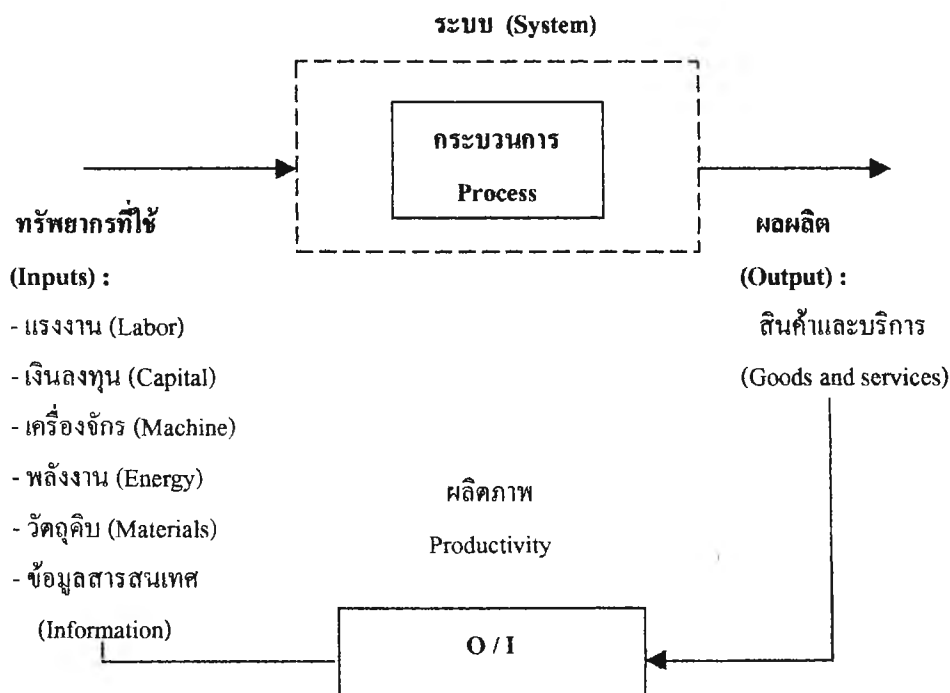 ระบบ (System)
กระบวนการ
Process
ทรัพยากรที่ใช้
(Inputs) :
- แรงงาน (Labor)
- เงินลงทุน (Capital)
- เครื่องจักร (Machine)
- พลังงาน (Energy)
- วัตถุดิบ (Materials)
- ข้อมูลสารสนเทศ
(Information)
ผลผลิต
(Output) :
สินค้าและบริการ
(Goods and services)
ผลิตภาพ
Productivity
O / I